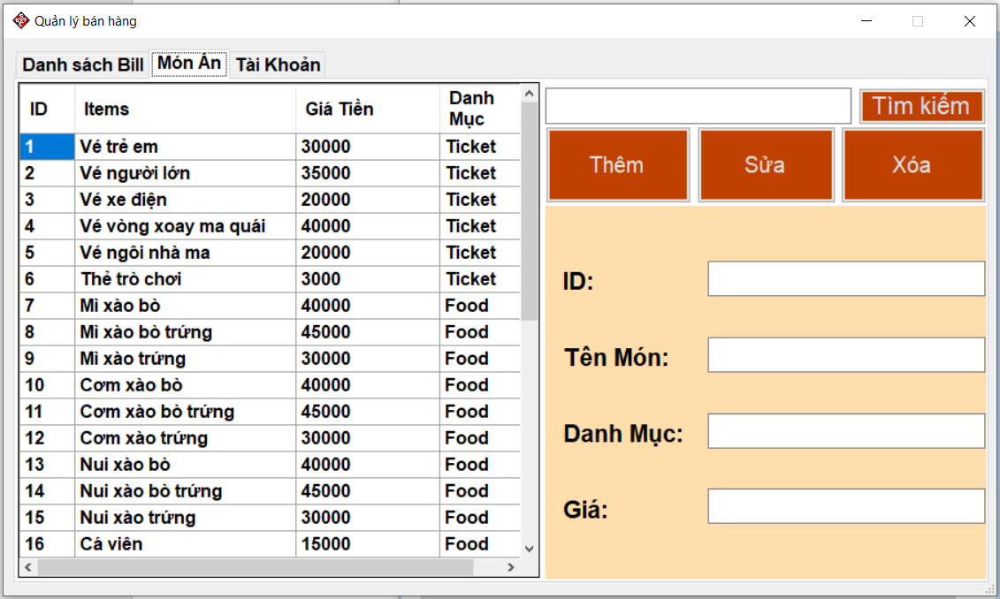 Quản lý bán hàng
Danh sách Bill Món Ăn Tài Khoản
ID Items Giá Tiền Danh Mục
1 Vé trẻ em 30000 Ticket
2 Vé người lớn 35000 Ticket
3 Vé xe điện 20000 Ticket
4 Vé vòng xoay ma quái 40000 Ticket
5 Vé ngôi nhà ma 20000 Ticket
6 Thẻ trò chơi 3000 Ticket
7 Mì xào bò 40000 Food
8 Mì xào bò trứng 45000 Food
9 Mì xào trứng 30000 Food
10 Cơm xào bò 40000 Food
11 Cơm xào bò trứng 45000 Food
12 Cơm xào trứng 30000 Food
13 Nui xào bò 40000 Food
14 Nui xào bò trứng 45000 Food
15 Nui xào trứng 30000 Food
16 Cá viên 15000 Food
Tìm kiếm
Thêm Sửa Xóa
ID:
Tên Món:
Danh Mục:
Giá: